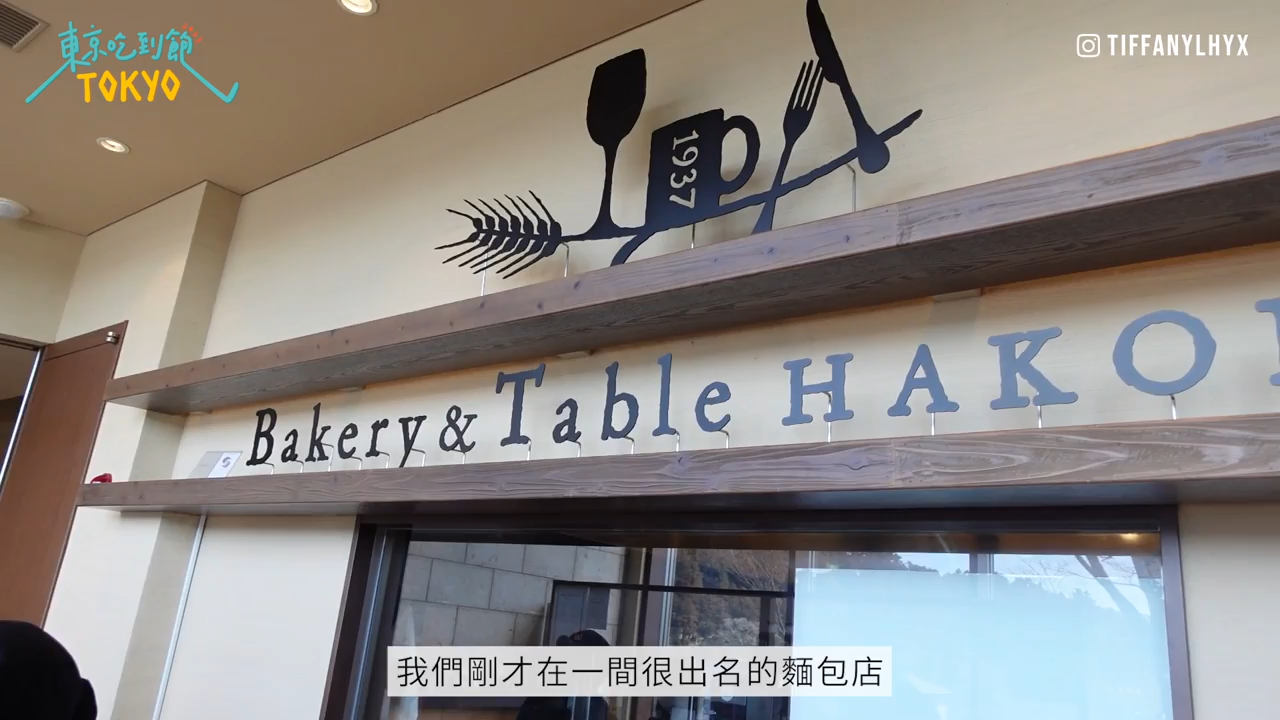 東京吃到飽
TOKYO
TIFFANYLHYX
1937
Bakery & Table HAKO
我們剛才在一間很出名的麵包店